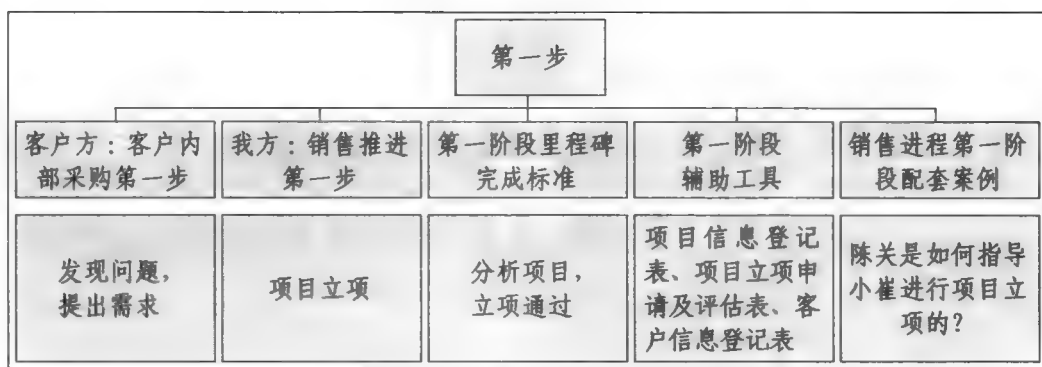 第一步
客户方：客户内
部采购第一步
我方：销售推进
第一步
第一阶段里程碑
完成标准
第一阶段
辅助工具
销售进程第一阶
段配套案例
发现问题，
提出需求
项目立项
分析项目，
立项通过
项目信息登记
表、项目立项申
请及评估表、客
户信息登记表
陈关是如何指导
小崔进行项目立
项的？